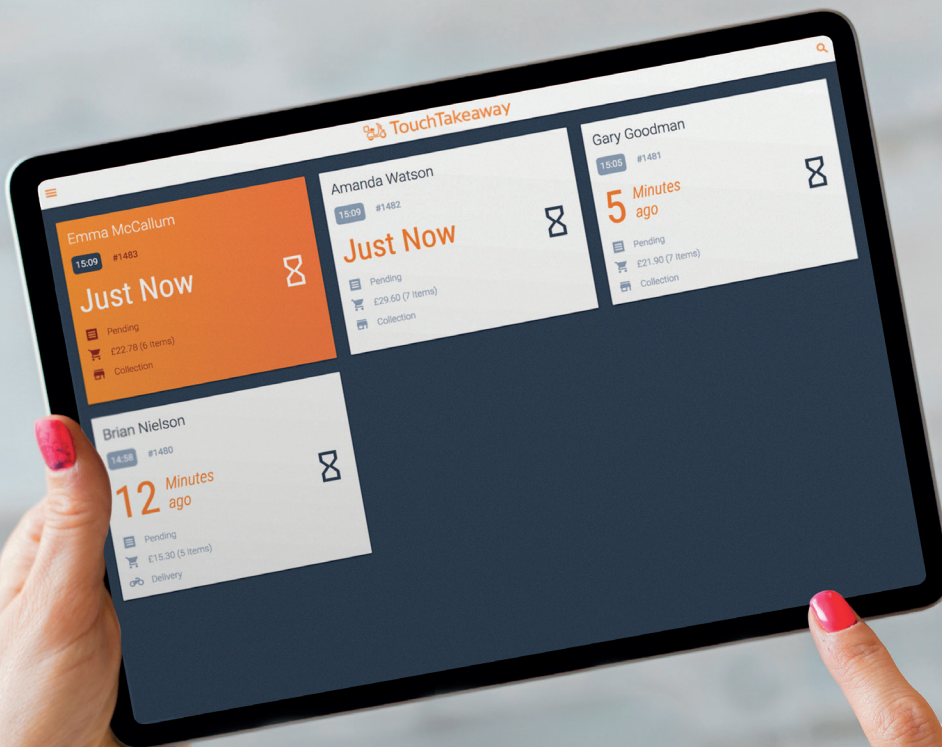 TouchTakeaway
Emma McCallum
15:09 #1483
Just Now
Pending
£22.78 (6 Items)
Collection
Amanda Watson
15:09 #1482
Just Now
Pending
£29.60 (7 Items)
Collection
Gary Goodman
15:05 #1481
5 Minutes
ago
Pending
£21.90 (7 Items)
Collection
Brian Nielson
14:58 #1480
12 Minutes
ago
Pending
£15.30 (5 Items)
Delivery